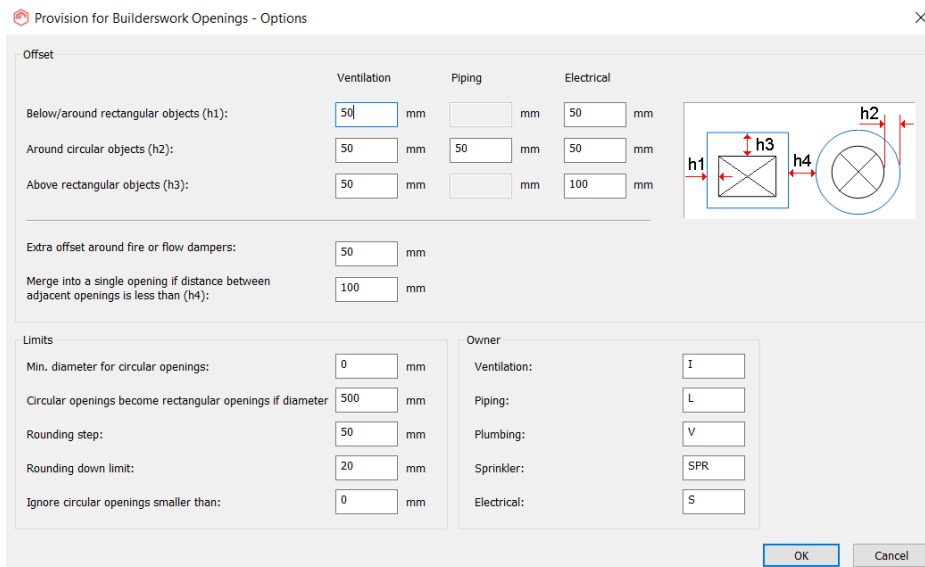 Provision for Builderswork Openings - Options
Offset
Ventilation Piping Electrical
Below/around rectangular objects (h1): 50 mm mm 50 mm
Around circular objects (h2): 50 mm 50 mm 50 mm
Above rectangular objects (h3): 50 mm mm 100 mm
h2
h3
h1
h4
Extra offset around fire or flow dampers: 50 mm
Merge into a single opening if distance between
adjacent openings is less than (h4): 100 mm
Limits
Min. diameter for circular openings: 0 mm
Circular openings become rectangular openings if diameter 500 mm
Rounding step: 50 mm
Rounding down limit: 20 mm
Ignore circular openings smaller than: 0 mm
Owner
Ventilation: I
Piping: L
Plumbing: V
Sprinkler: SPR
Electrical: S
OK Cancel